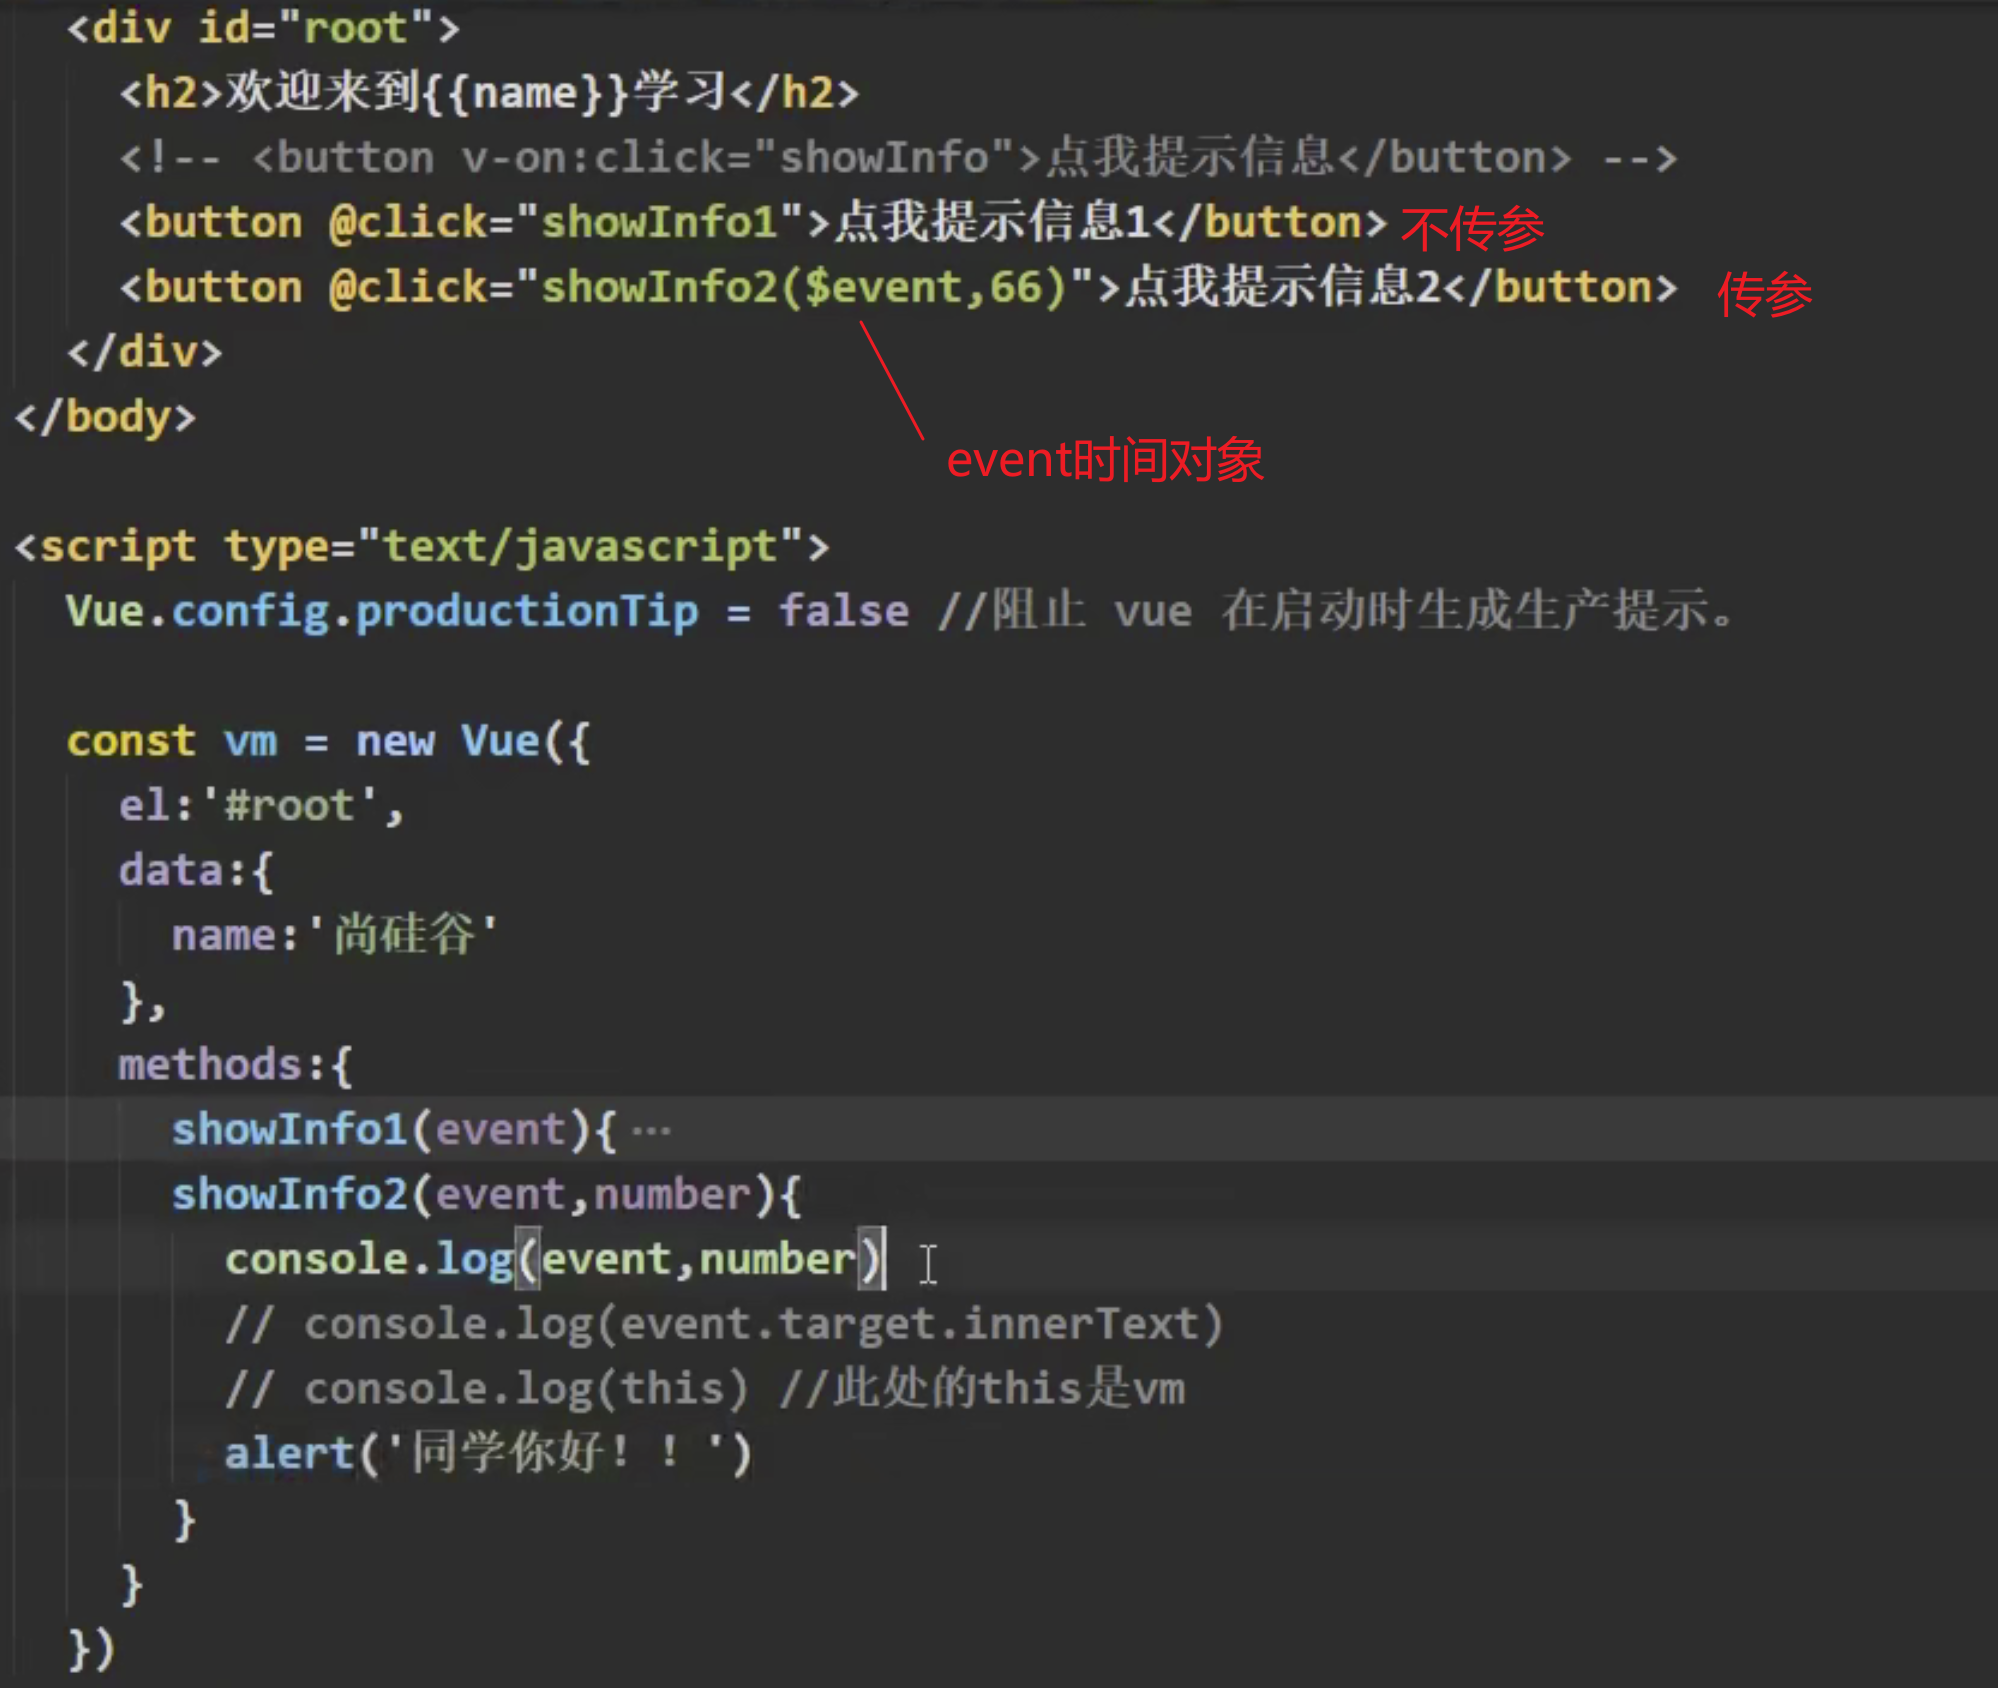 <div id="root">
<h2>欢迎来到{{name}}学习</h2>
<!-- <button v-on:click="showInfo">点我提示信息</button> -->
<button @click="showInfo1">点我提示信息1</button> 不传参
<button @click="showInfo2($event,66)">点我提示信息2</button> 传参
</div>
</body>
event时间对象
<script type="text/javascript">
Vue.config.productionTip = false //阻止 vue 在启动时生成生产提示。
const vm = new Vue({
el:'#root',
data:{
name:'尚硅谷'
},
methods:{
showInfo1(event){ ···
showInfo2(event,number){
console.log(event,number)
// console.log(event.target.innerText)
// console.log(this) //此处的this是vm
alert('同学你好！！')
}
}
})